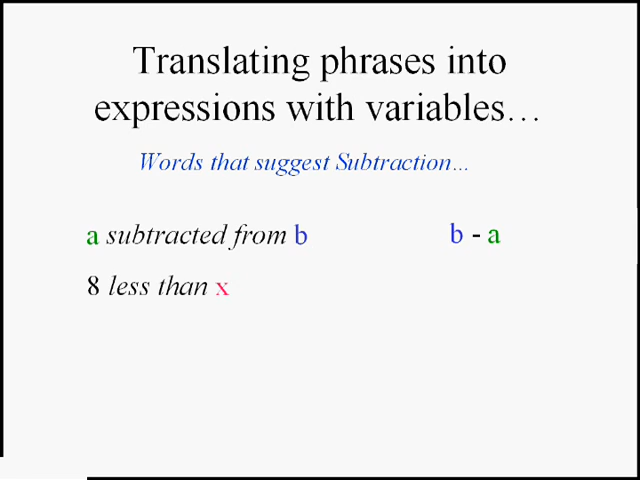 Translating phrases into
expressions with variables…
Words that suggest Subtraction…
a subtracted from b b - a
8 less than x